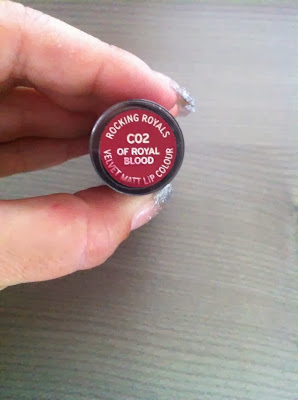 ROCKING ROYALS
C02
OF ROYAL
BLOOD
VELVET MATT LIP COLOUR